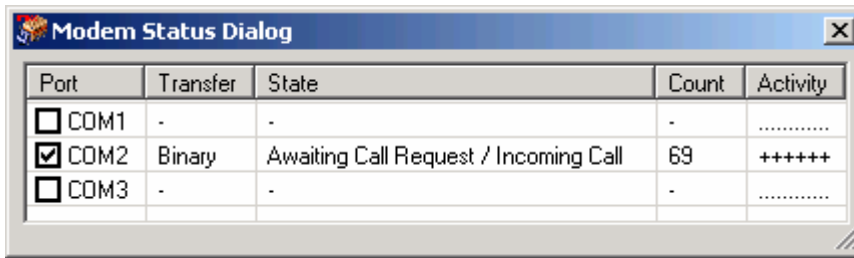 Modem Status Dialog
Port Transfer State Count Activity
COM1 - - - ............
COM2 Binary Awaiting Call Request / Incoming Call 69 ++++++
COM3 - - - ............